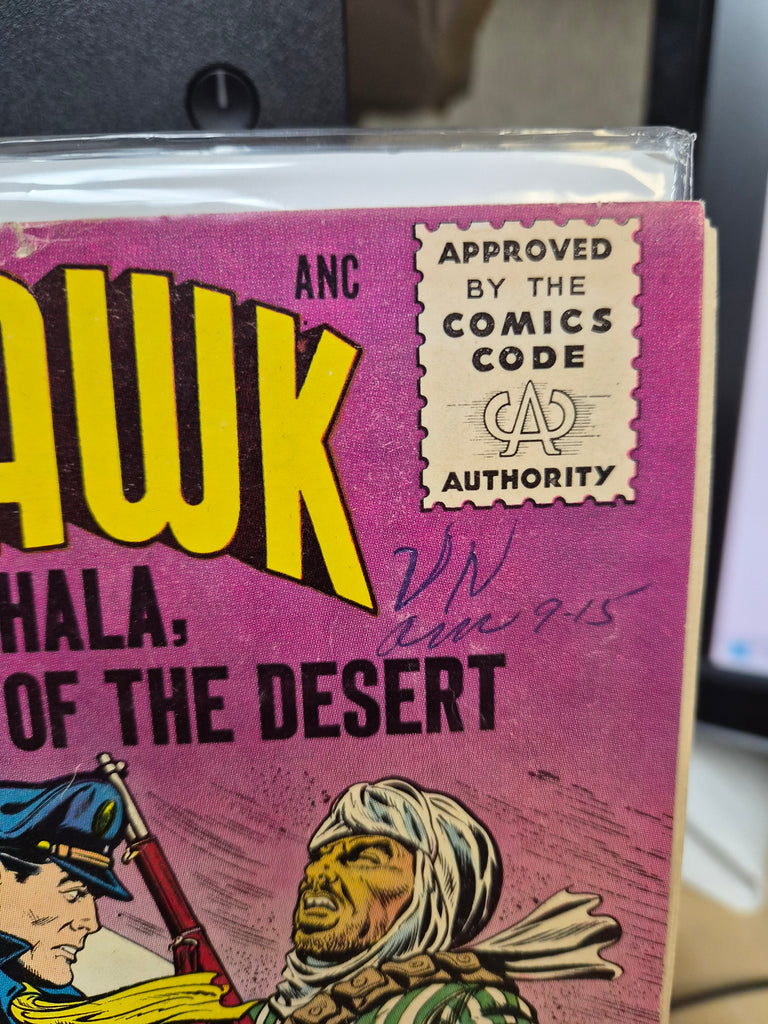 AWK
ANC
APPROVED
BY THE
COMICS
CODE
CA
AUTHORITY
VN
9-15
HALA,
OF THE DESERT